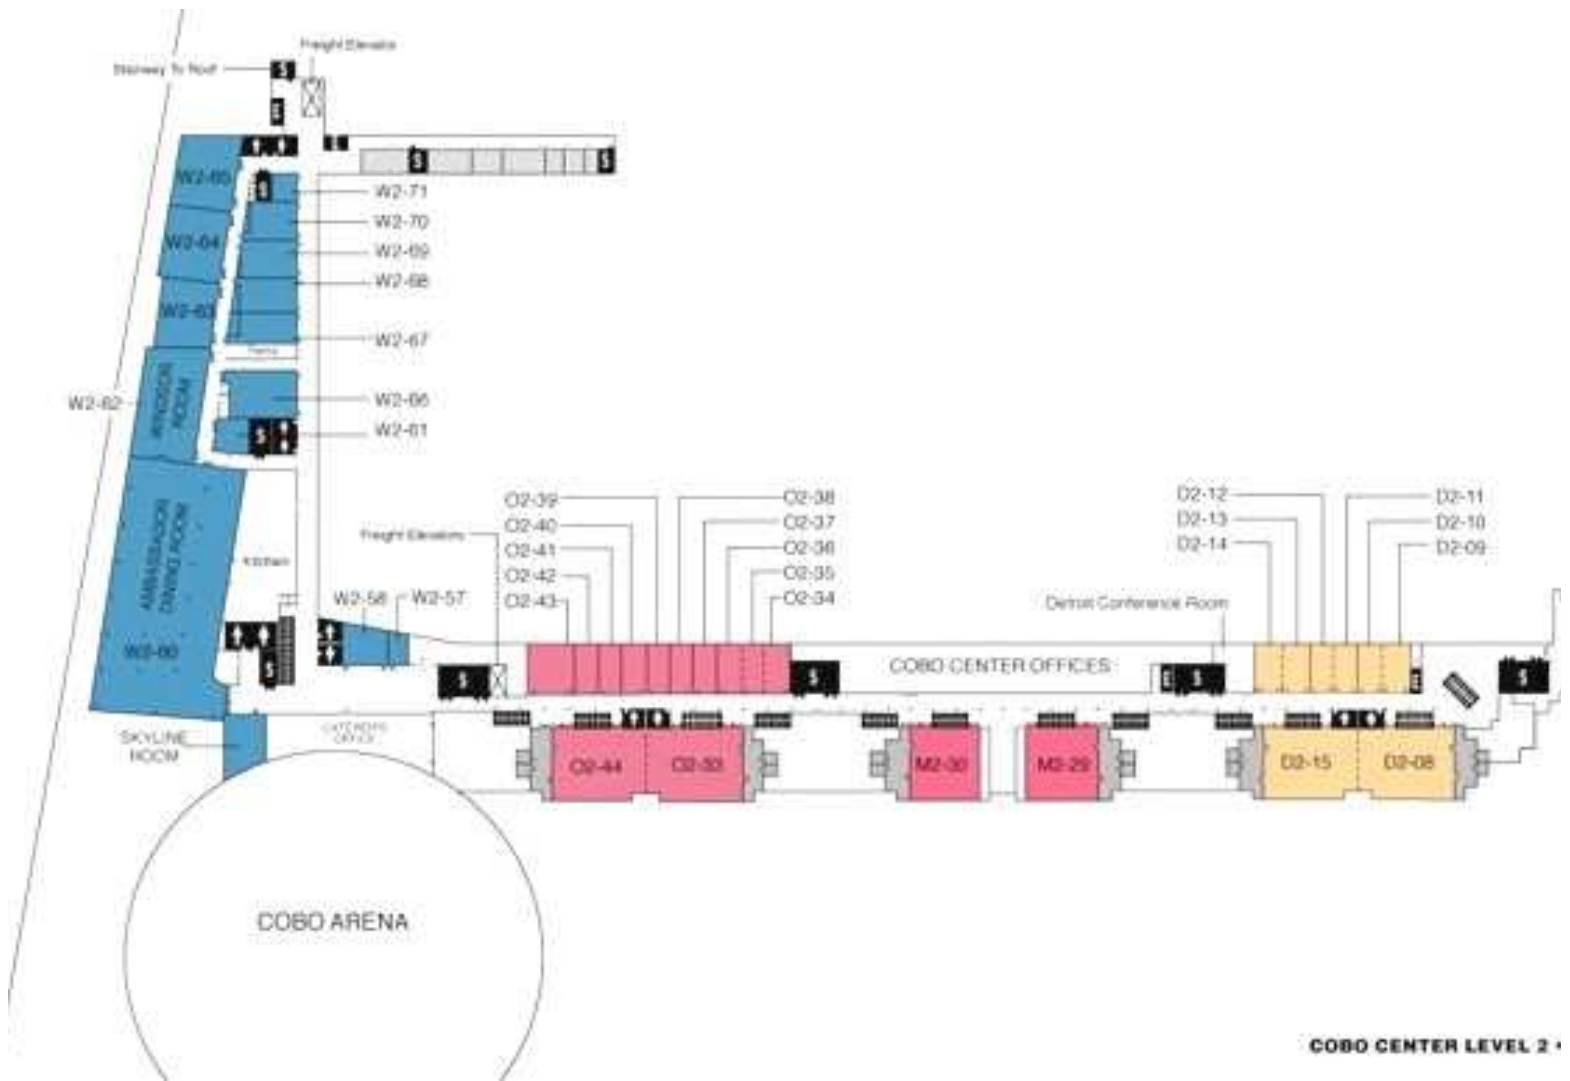 Freight Elevator
Stairway To Roof
S
E
S
S
W2-65
S
W2-71
W2-70
W2-64
W2-69
W2-68
W2-63
W2-67
WINDSOR
ROOM
W2-62
W2-66
W2-61
S
AMBASSADOR
DINING ROOM
Kitchen
W2-60
S
W2-58
W2-57
Freight Elevators
O2-39
O2-40
O2-41
O2-42
O2-43
O2-38
O2-37
O2-36
O2-35
O2-34
D2-12
D2-13
D2-14
D2-11
D2-10
D2-09
Detroit Conference Room
S
S
COBO CENTER OFFICES
E
S
E
S
SKYLINE
ROOM
CATERER'S
OFFICE
O2-44
O2-33
M2-30
M2-29
D2-15
D2-08
COBO ARENA
COBO CENTER LEVEL 2 •